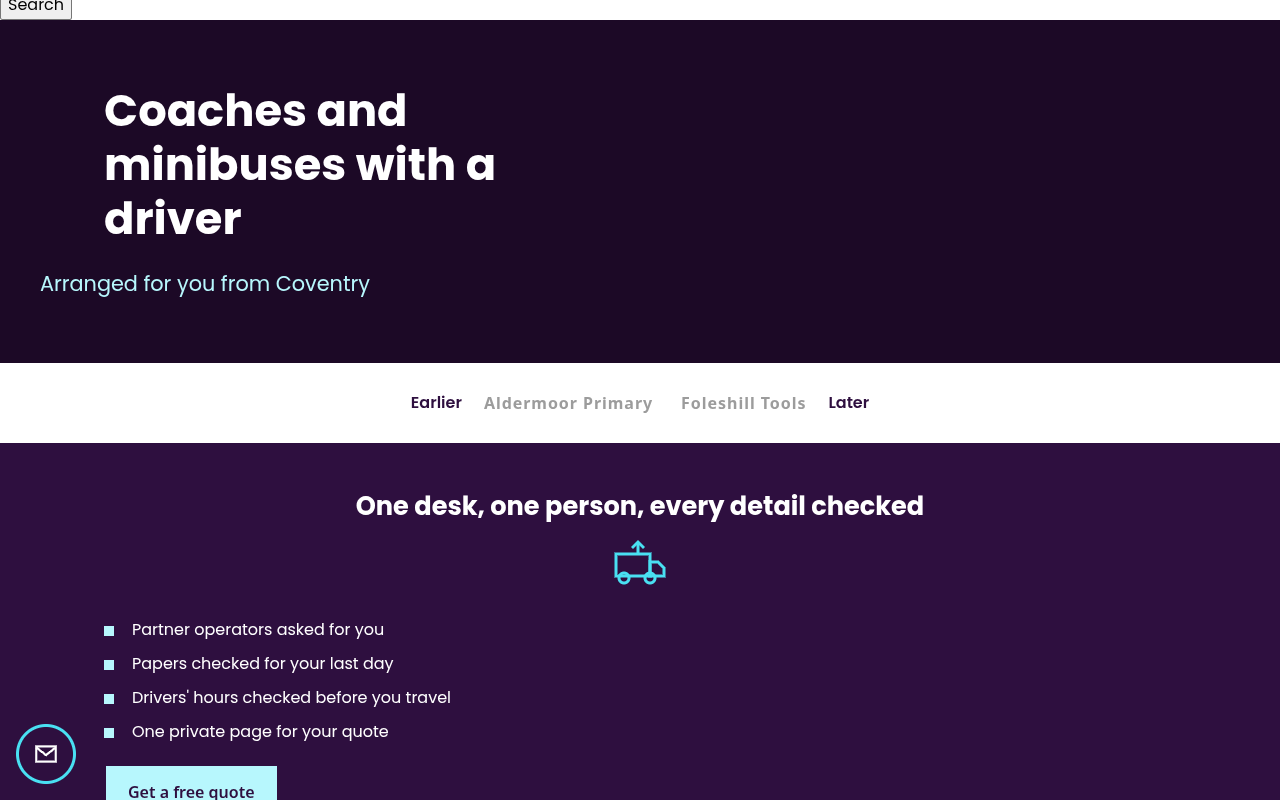 Search
Coaches and
minibuses with a
driver
Arranged for you from Coventry
Earlier Aldermoor Primary Foleshill Tools Later
One desk, one person, every detail checked
Partner operators asked for you
Papers checked for your last day
Drivers' hours checked before you travel
One private page for your quote
Get a free quote